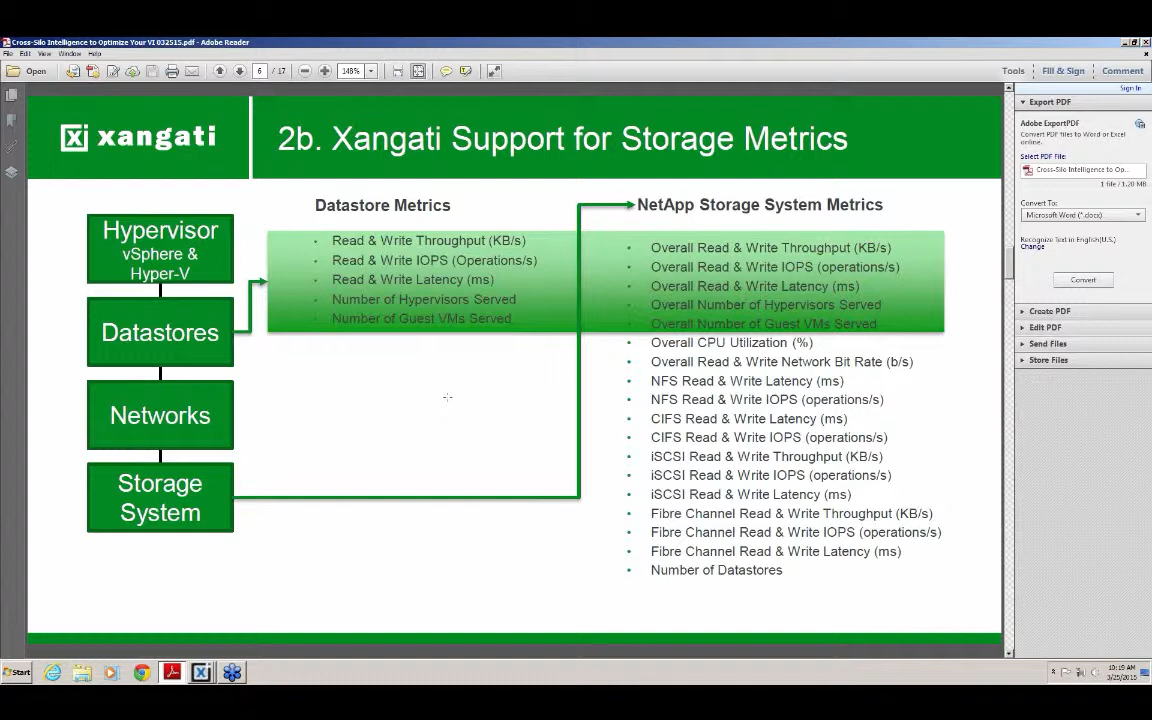 Cross-Silo Intelligence to Optimize Your VI 032515.pdf - Adobe Reader
File Edit View Window Help
Open
6 / 17
148%
Tools
Fill & Sign
Comment
Sign In
xangati
2b. Xangati Support for Storage Metrics
Hypervisor
vSphere &
Hyper-V
Datastores
Networks
Storage
System
Datastore Metrics
Read & Write Throughput (KB/s)
Read & Write IOPS (Operations/s)
Read & Write Latency (ms)
Number of Hypervisors Served
Number of Guest VMs Served
NetApp Storage System Metrics
Overall Read & Write Throughput (KB/s)
Overall Read & Write IOPS (operations/s)
Overall Read & Write Latency (ms)
Overall Number of Hypervisors Served
Overall Number of Guest VMs Served
Overall CPU Utilization (%)
Overall Read & Write Network Bit Rate (b/s)
NFS Read & Write Latency (ms)
NFS Read & Write IOPS (operations/s)
CIFS Read & Write Latency (ms)
CIFS Read & Write IOPS (operations/s)
iSCSI Read & Write Throughput (KB/s)
iSCSI Read & Write IOPS (operations/s)
iSCSI Read & Write Latency (ms)
Fibre Channel Read & Write Throughput (KB/s)
Fibre Channel Read & Write IOPS (operations/s)
Fibre Channel Read & Write Latency (ms)
Number of Datastores
Export PDF
Adobe ExportPDF
Convert PDF files to Word or Excel
online.
Select PDF File:
Cross-Silo Intelligence to Op...
1 file / 1.20 MB
Convert To:
Microsoft Word (*.docx)
Recognize Text in English(U.S.)
Change
Convert
Create PDF
Edit PDF
Send Files
Store Files
Start
10:19 AM
3/25/2015